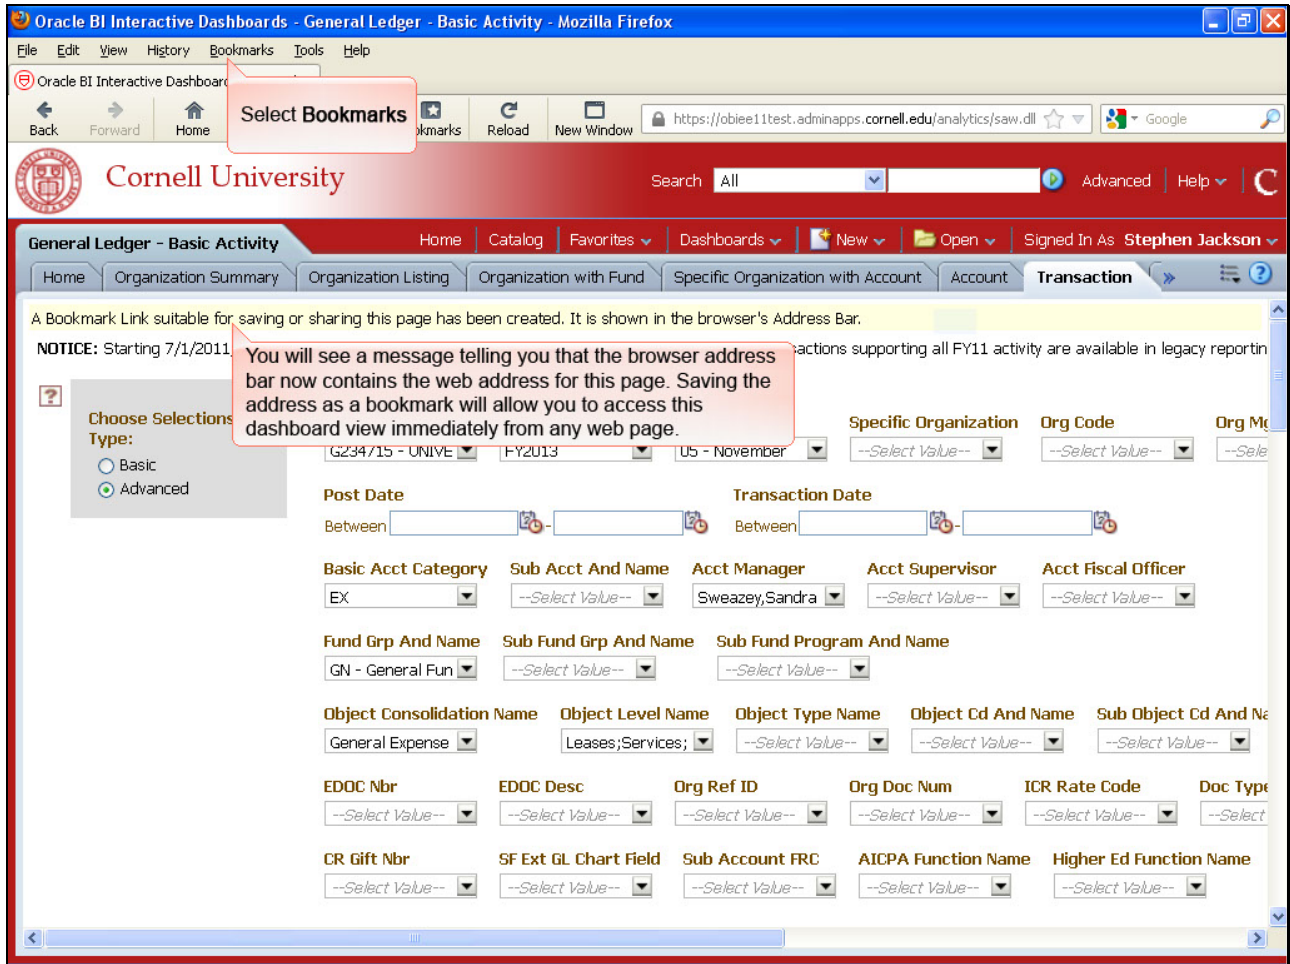 Oracle BI Interactive Dashboards - General Ledger - Basic Activity - Mozilla Firefox
File Edit View History Bookmarks Tools Help
Oracle BI Interactive Dashboard
Select Bookmarks
Back Forward Home okmarks Reload New Window https://obiee11test.adminapps.cornell.edu/analytics/saw.dll Google
Cornell University Search All Advanced Help C
General Ledger - Basic Activity Home Catalog Favorites Dashboards New Open Signed In As Stephen Jackson
Home Organization Summary Organization Listing Organization with Fund Specific Organization with Account Account Transaction » ?
A Bookmark Link suitable for saving or sharing this page has been created. It is shown in the browser's Address Bar.
NOTICE: Starting 7/1/2011, actions supporting all FY11 activity are available in legacy reportin
You will see a message telling you that the browser address
bar now contains the web address for this page. Saving the
address as a bookmark will allow you to access this
dashboard view immediately from any web page.
?
Choose Selections
Type:
Basic
Advanced
Specific Organization Org Code Org Mg
G234715 - UNIVE FY2013 05 - November --Select Value-- --Select Value-- --Sele
Post Date Transaction Date
Between - Between -
Basic Acct Category Sub Acct And Name Acct Manager Acct Supervisor Acct Fiscal Officer
EX --Select Value-- Sweazey,Sandra --Select Value-- --Select Value--
Fund Grp And Name Sub Fund Grp And Name Sub Fund Program And Name
GN - General Fun --Select Value-- --Select Value--
Object Consolidation Name Object Level Name Object Type Name Object Cd And Name Sub Object Cd And Na
General Expense Leases;Services; --Select Value-- --Select Value-- --Select Value--
EDOC Nbr EDOC Desc Org Ref ID Org Doc Num ICR Rate Code Doc Type
--Select Value-- --Select Value-- --Select Value-- --Select Value-- --Select Value-- --Select
CR Gift Nbr SF Ext GL Chart Field Sub Account FRC AICPA Function Name Higher Ed Function Name
--Select Value-- --Select Value-- --Select Value-- --Select Value-- --Select Value--